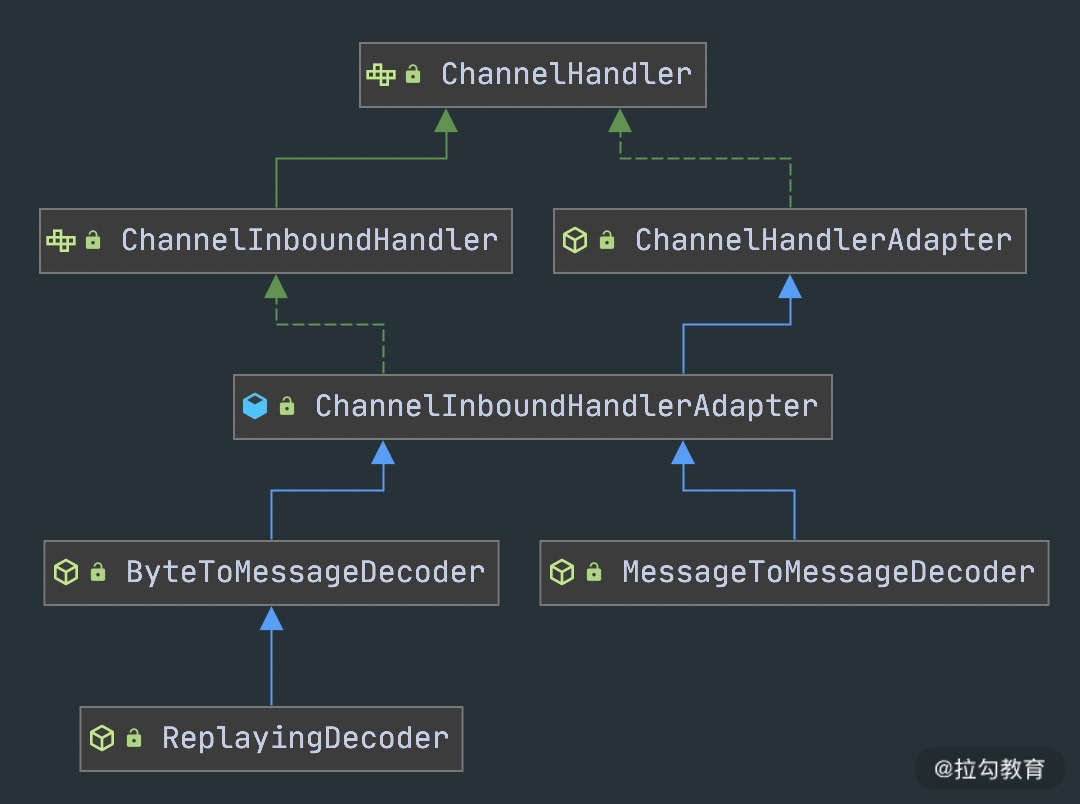 ChannelHandler
ChannelInboundHandler
ChannelHandlerAdapter
ChannelInboundHandlerAdapter
ByteToMessageDecoder
MessageToMessageDecoder
ReplayingDecoder
@拉勾教育